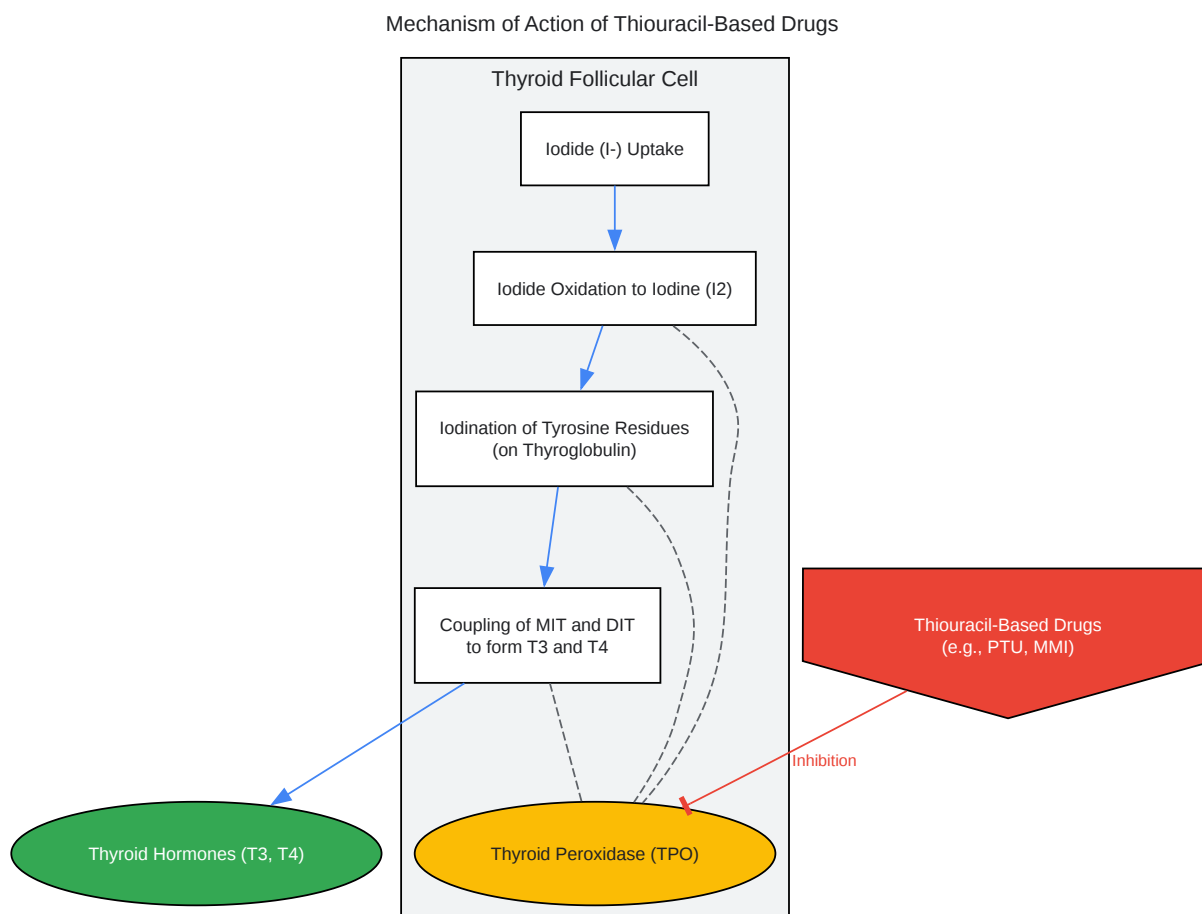 Mechanism of Action of Thiouracil-Based Drugs
Thyroid Follicular Cell
Iodide (I-) Uptake
Iodide Oxidation to Iodine (I2)
Iodination of Tyrosine Residues
(on Thyroglobulin)
Coupling of MIT and DIT
to form T3 and T4
Thiouracil-Based Drugs
(e.g., PTU, MMI)
Inhibition
Thyroid Hormones (T3, T4)
Thyroid Peroxidase (TPO)